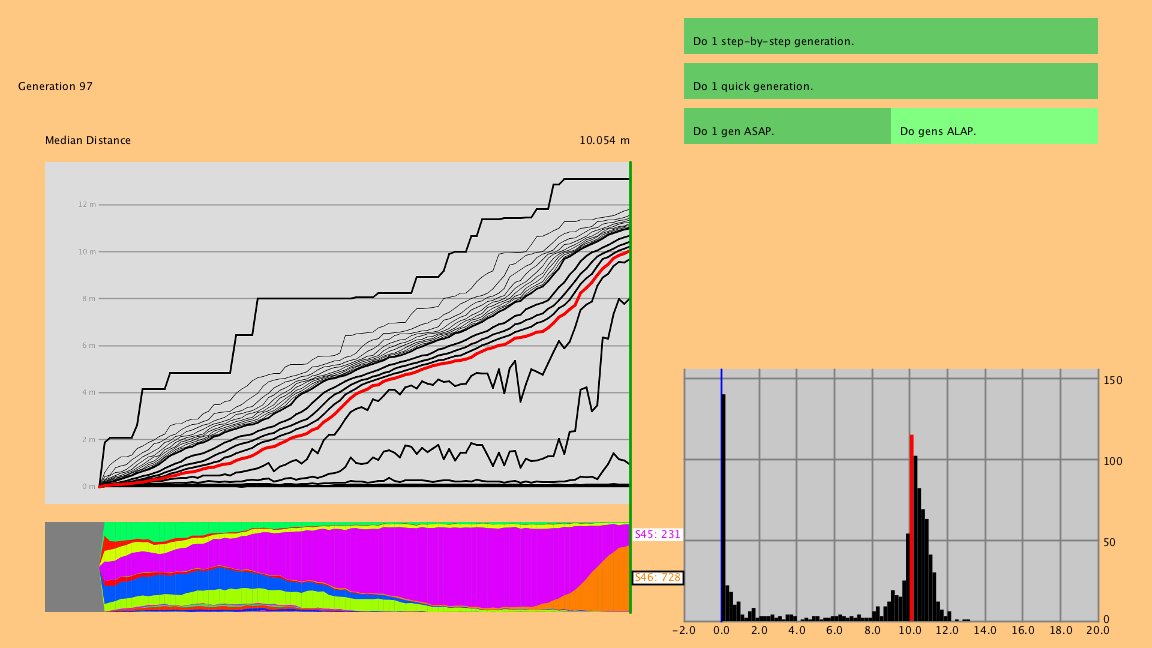 Do 1 step-by-step generation.
Generation 97
Do 1 quick generation.
Do 1 gen ASAP.
Do gens ALAP.
Median Distance
10.054 m
12 m
10 m
8 m
6 m
4 m
2 m
0 m
S45: 231
S46: 728
150
100
50
0
-2.0 0.0 2.0 4.0 6.0 8.0 10.0 12.0 14.0 16.0 18.0 20.0